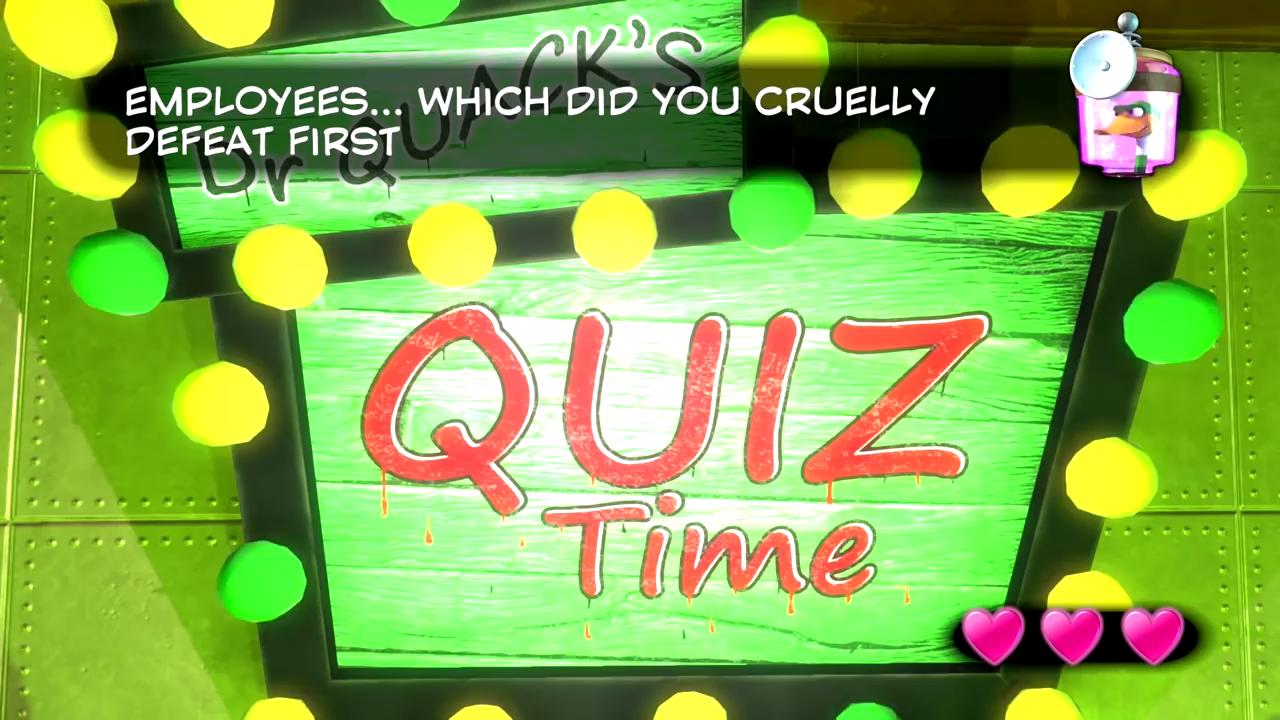 EMPLOYEES... WHICH DID YOU CRUELLY
DEFEAT FIRST
Dr QUACK'S
QUIZ
Time